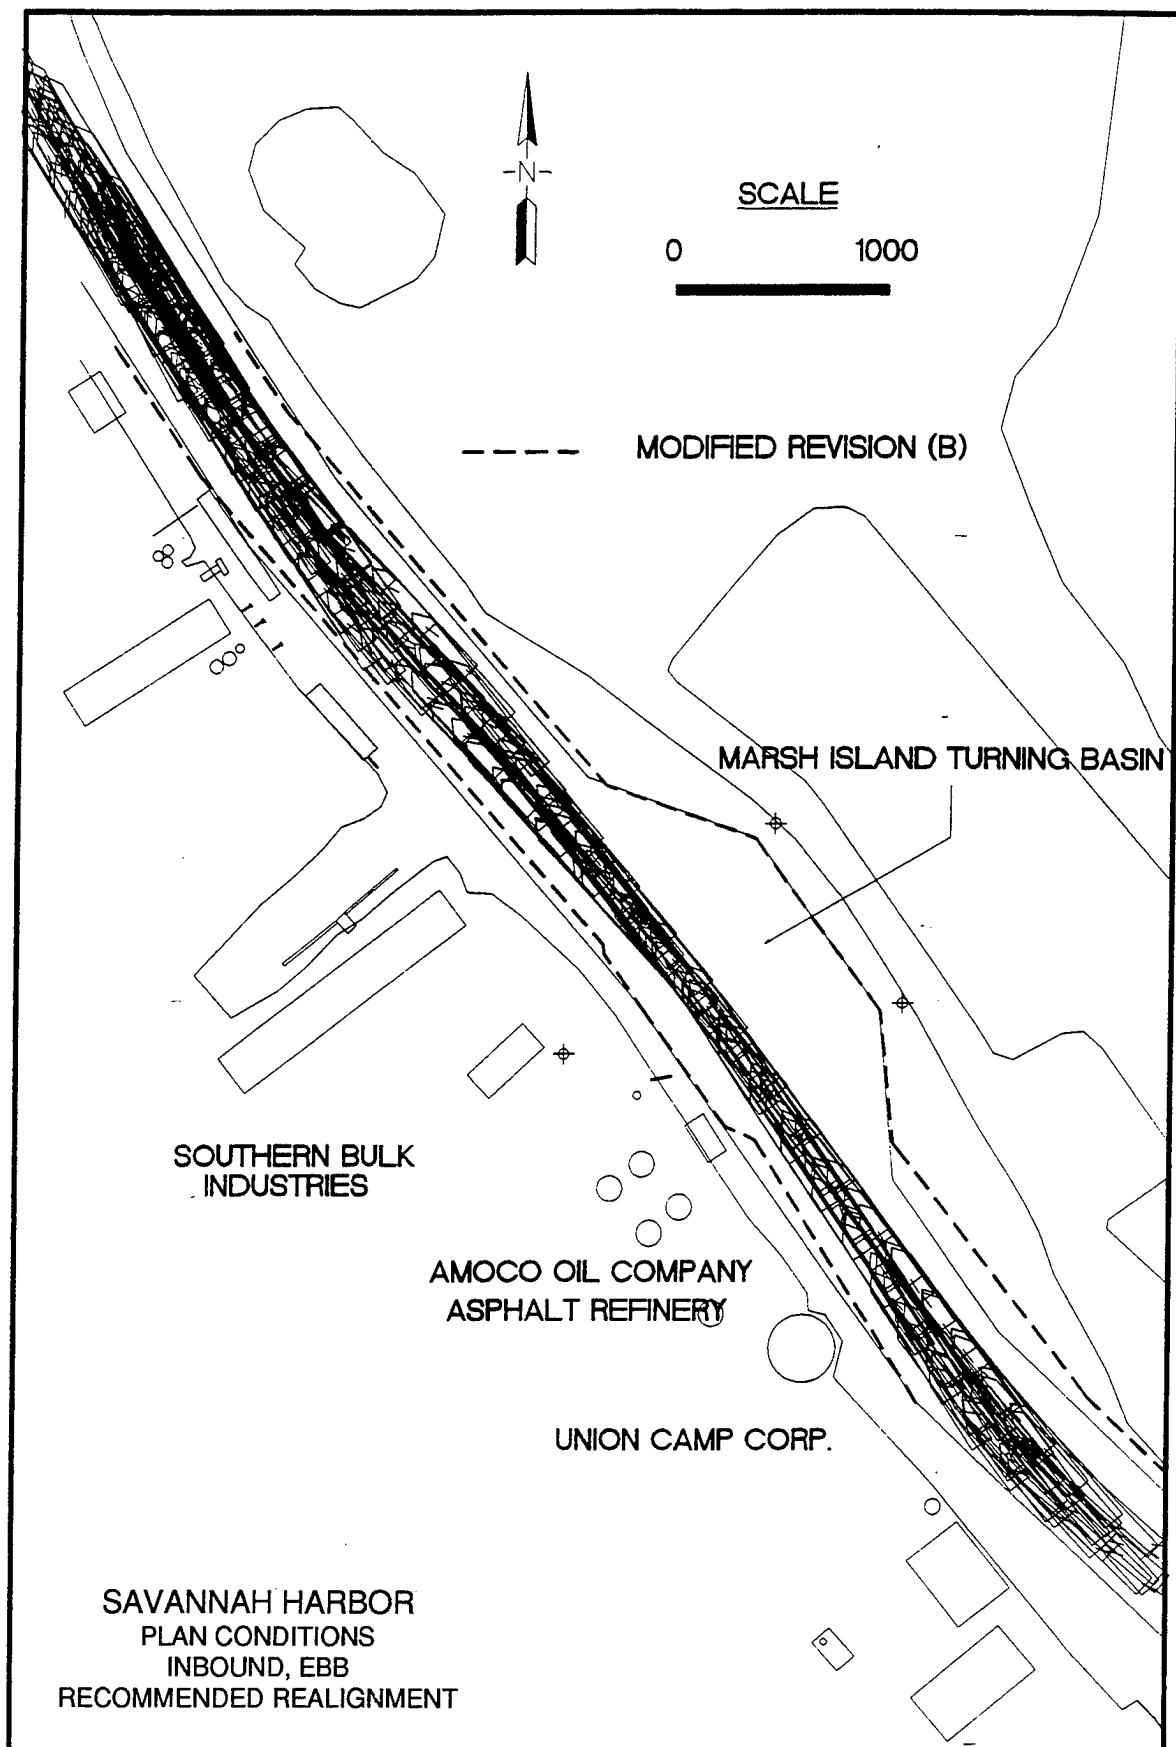 -N-
SCALE
0 1000
MODIFIED REVISION (B)
MARSH ISLAND TURNING BASIN
SOUTHERN BULK
INDUSTRIES
AMOCO OIL COMPANY
ASPHALT REFINERY
UNION CAMP CORP.
SAVANNAH HARBOR
PLAN CONDITIONS
INBOUND, EBB
RECOMMENDED REALIGNMENT